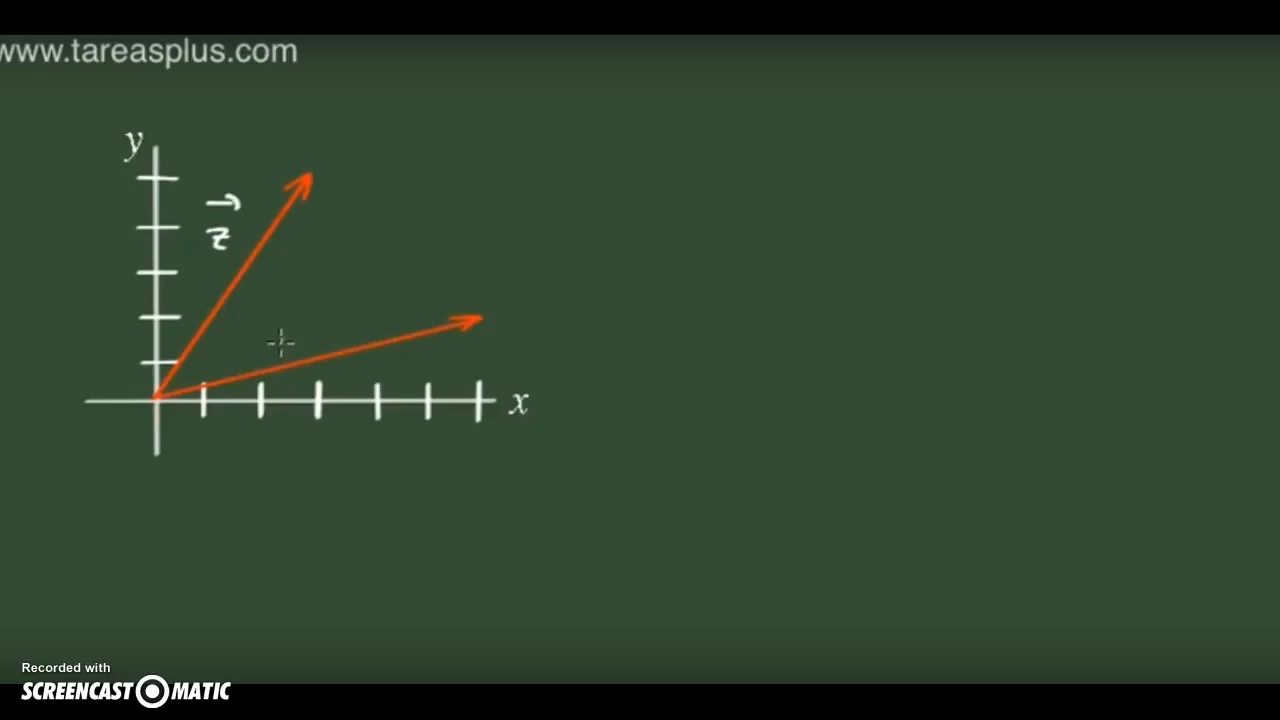 www.tareasplus.com
y
z
x
Recorded with
SCREENCAST MATIC